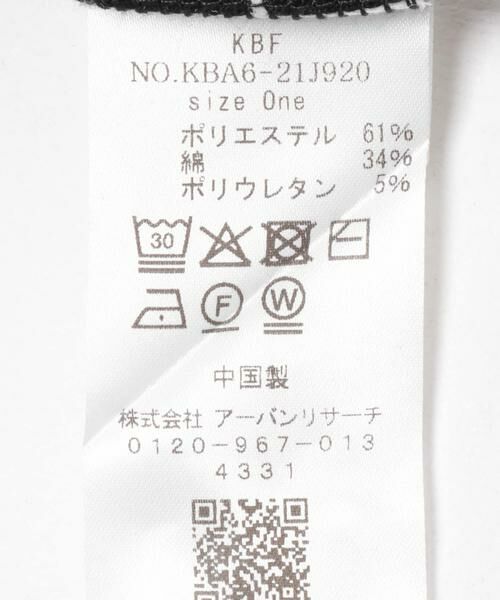 KBF
NO.KBA6-21J920
size One
ポリエステル 61%
綿 34%
ポリウレタン 5%
30
F W
中国製
株式会社 アーバンリサーチ
0120-967-013
4331